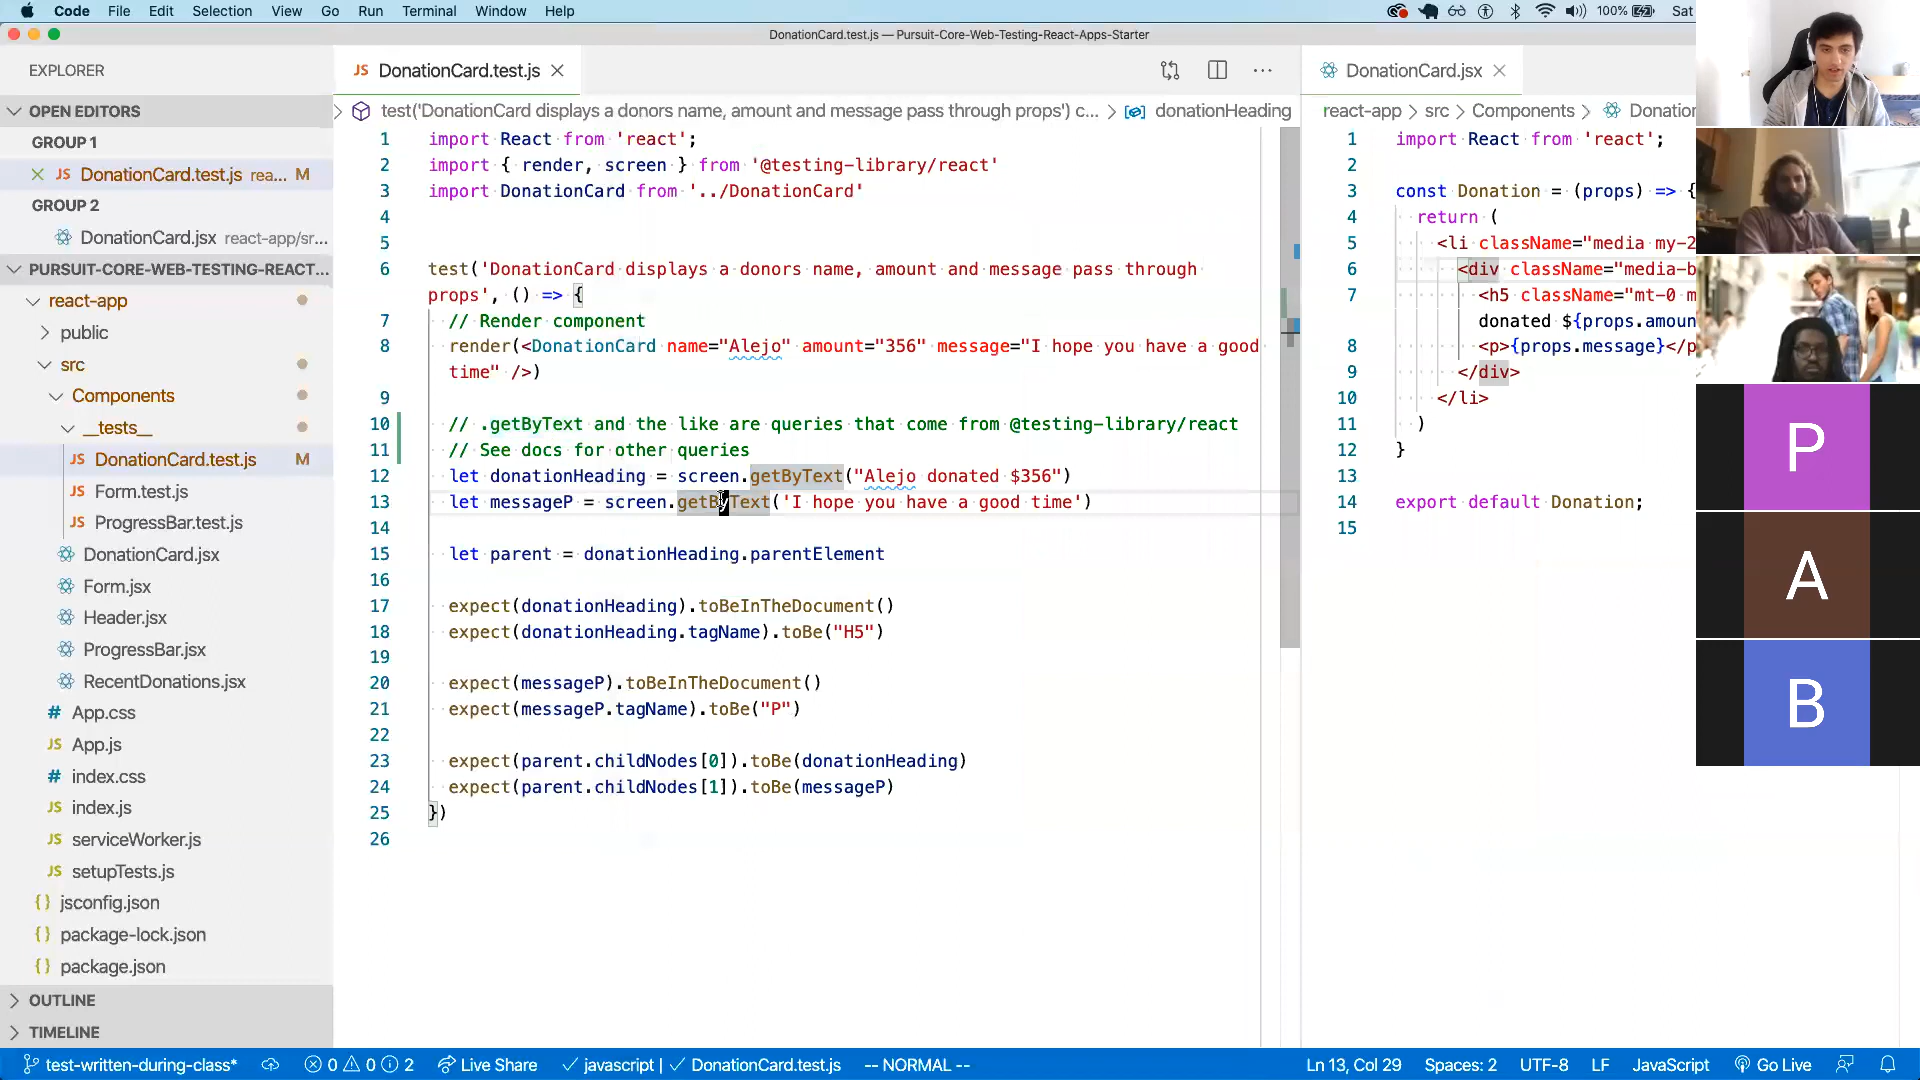 Code File Edit Selection View Go Run Terminal Window Help
100% Sat
DonationCard.test.js — Pursuit-Core-Web-Testing-React-Apps-Starter
EXPLORER
OPEN EDITORS
GROUP 1
JS DonationCard.test.js rea... M
GROUP 2
DonationCard.jsx react-app/sr...
PURSUIT-CORE-WEB-TESTING-REACT...
react-app
public
src
Components
__tests__
JS DonationCard.test.js M
JS Form.test.js
JS ProgressBar.test.js
DonationCard.jsx
Form.jsx
Header.jsx
ProgressBar.jsx
RecentDonations.jsx
# App.css
JS App.js
# index.css
JS index.js
JS serviceWorker.js
JS setupTests.js
{} jsconfig.json
{} package-lock.json
{} package.json
OUTLINE
TIMELINE
JS DonationCard.test.js
test('DonationCard displays a donors name, amount and message pass through props') c... donationHeading
1 import React from 'react';
2 import { render, screen } from '@testing-library/react'
3 import DonationCard from '../DonationCard'
4
5
6 test('DonationCard displays a donors name, amount and message pass through
props', () => {
7 // Render component
8 render(<DonationCard name="Alejo" amount="356" message="I hope you have a good
time" />)
9
10 // .getByText and the like are queries that come from @testing-library/react
11 // See docs for other queries
12 let donationHeading = screen.getByText("Alejo donated $356")
13 let messageP = screen.getByText('I hope you have a good time')
14
15 let parent = donationHeading.parentElement
16
17 expect(donationHeading).toBeInTheDocument()
18 expect(donationHeading.tagName).toBe("H5")
19
20 expect(messageP).toBeInTheDocument()
21 expect(messageP.tagName).toBe("P")
22
23 expect(parent.childNodes[0]).toBe(donationHeading)
24 expect(parent.childNodes[1]).toBe(messageP)
25 })
26
DonationCard.jsx
react-app > src > Components > Donation
1 import React from 'react';
2
3 const Donation = (props) => {
4 return (
5 <li className="media my-2
6 <div className="media-b
7 <h5 className="mt-0 m
donated ${props.amoun
8 <p>{props.message}</p
9 </div>
10 </li>
11 )
12 }
13
14 export default Donation;
15
P
A
B
test-written-during-class* 0 0 2 Live Share javascript | DonationCard.test.js -- NORMAL -- Ln 13, Col 29 Spaces: 2 UTF-8 LF JavaScript Go Live